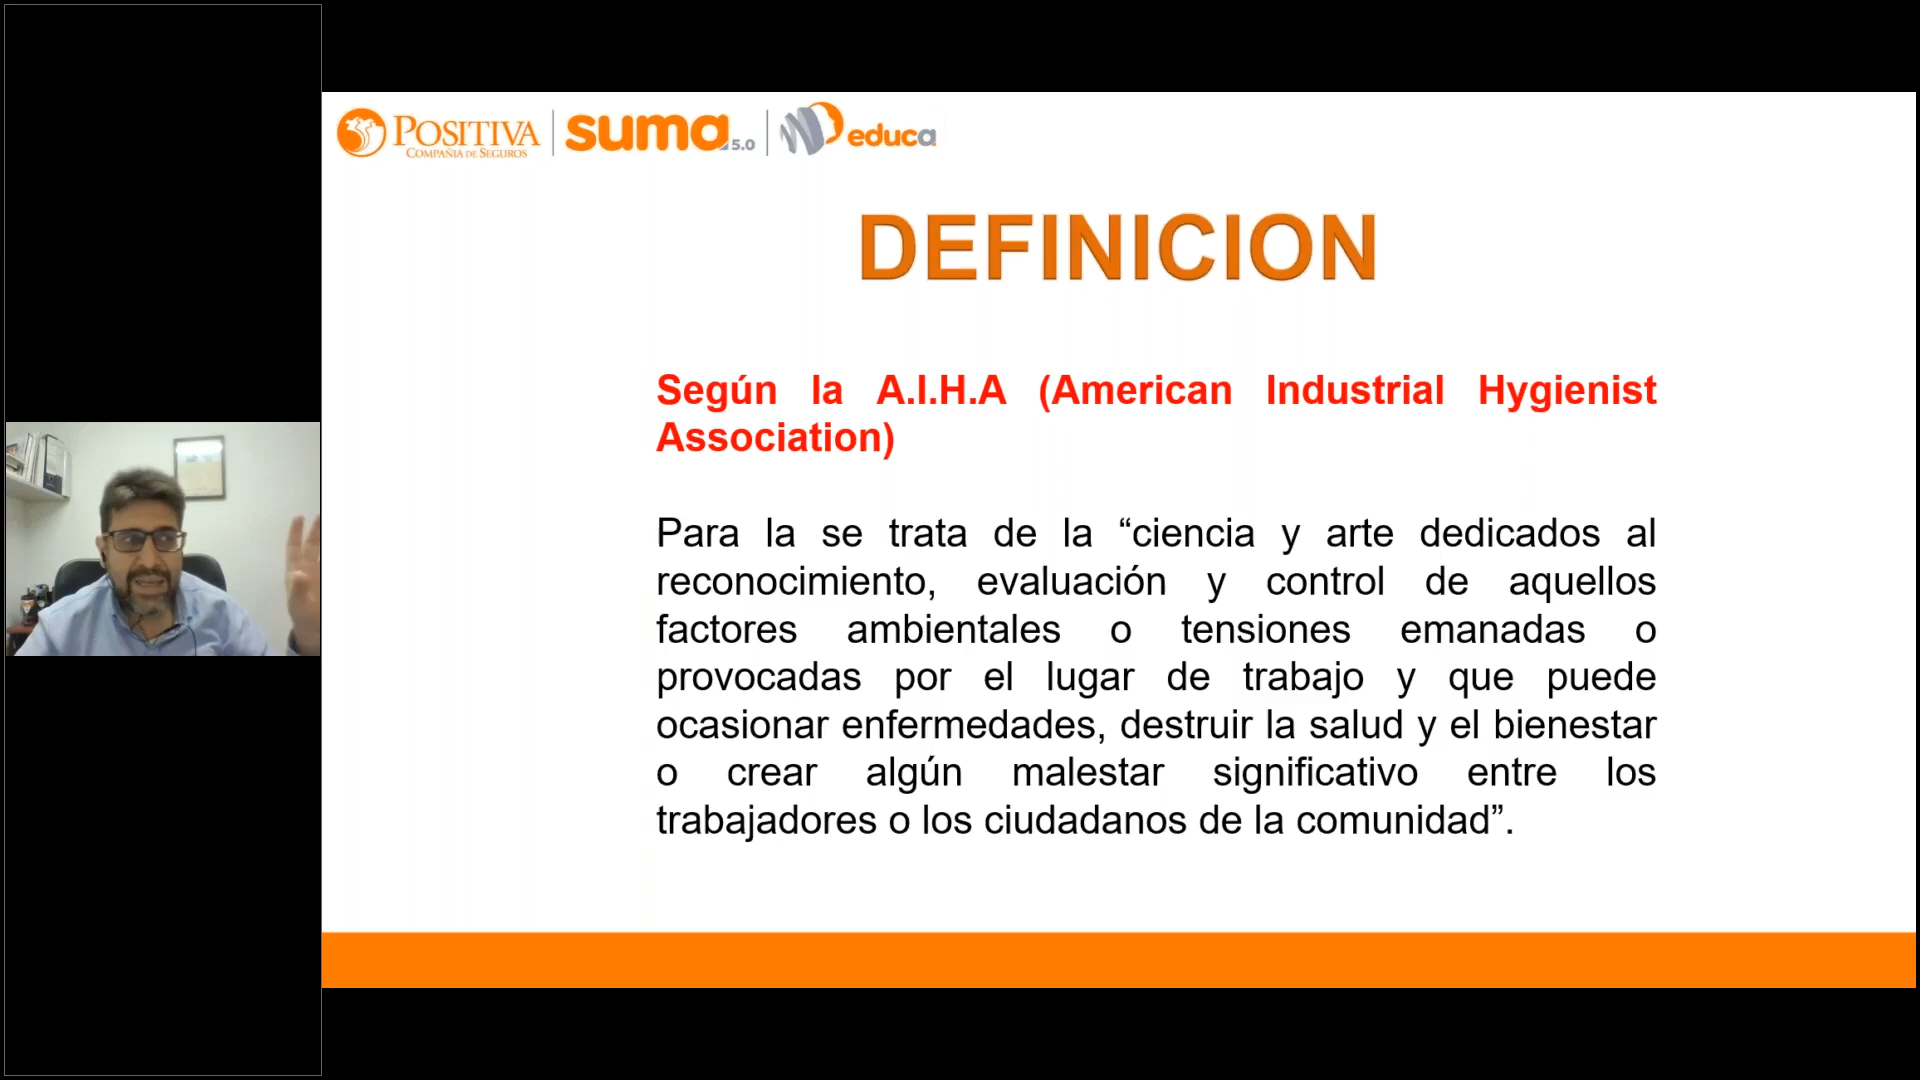 POSITIVA
COMPAÑIA DE SEGUROS
suma 5.0
educa
DEFINICION
Según la A.I.H.A (American Industrial Hygienist
Association)
Para la se trata de la “ciencia y arte dedicados al
reconocimiento, evaluación y control de aquellos
factores ambientales o tensiones emanadas o
provocadas por el lugar de trabajo y que puede
ocasionar enfermedades, destruir la salud y el bienestar
o crear algún malestar significativo entre los
trabajadores o los ciudadanos de la comunidad”.